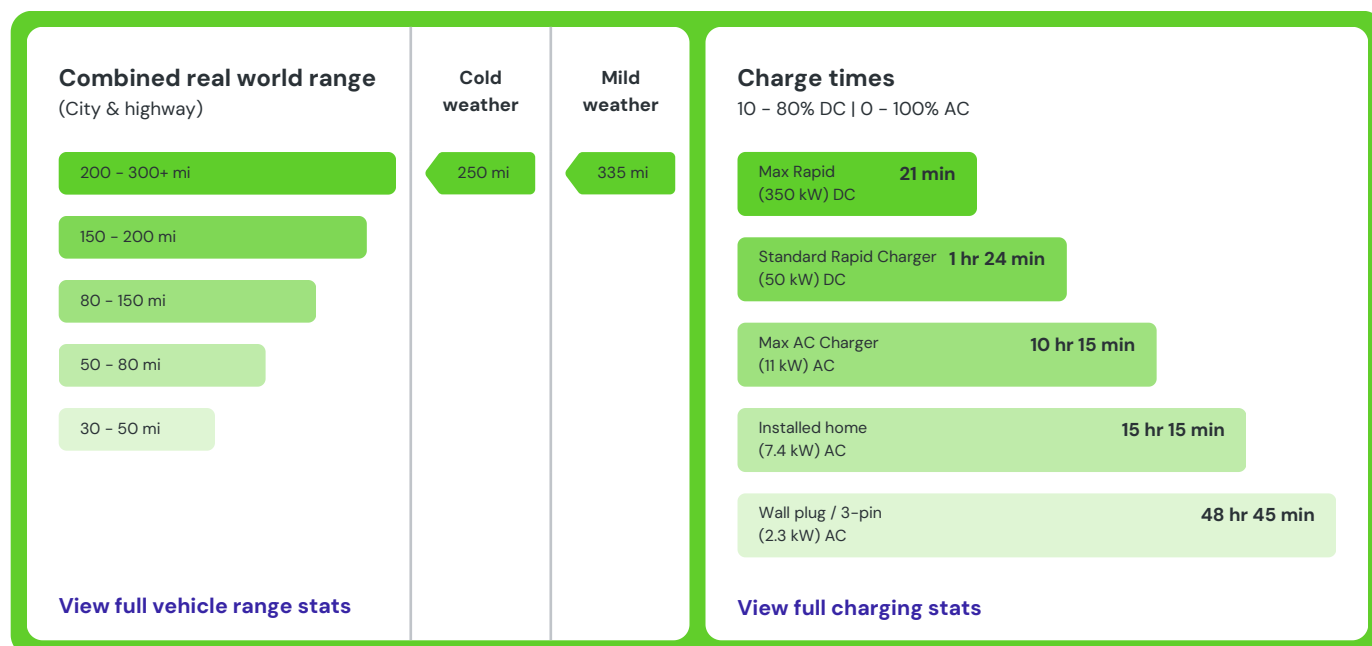 Combined real world range
(City & highway)
Cold
weather
Mild
weather
200 - 300+ mi
250 mi
335 mi
150 - 200 mi
80 - 150 mi
50 - 80 mi
30 - 50 mi
View full vehicle range stats
Charge times
10 - 80% DC | 0 - 100% AC
Max Rapid
(350 kW) DC
21 min
Standard Rapid Charger
(50 kW) DC
1 hr 24 min
Max AC Charger
(11 kW) AC
10 hr 15 min
Installed home
(7.4 kW) AC
15 hr 15 min
Wall plug / 3-pin
(2.3 kW) AC
48 hr 45 min
View full charging stats